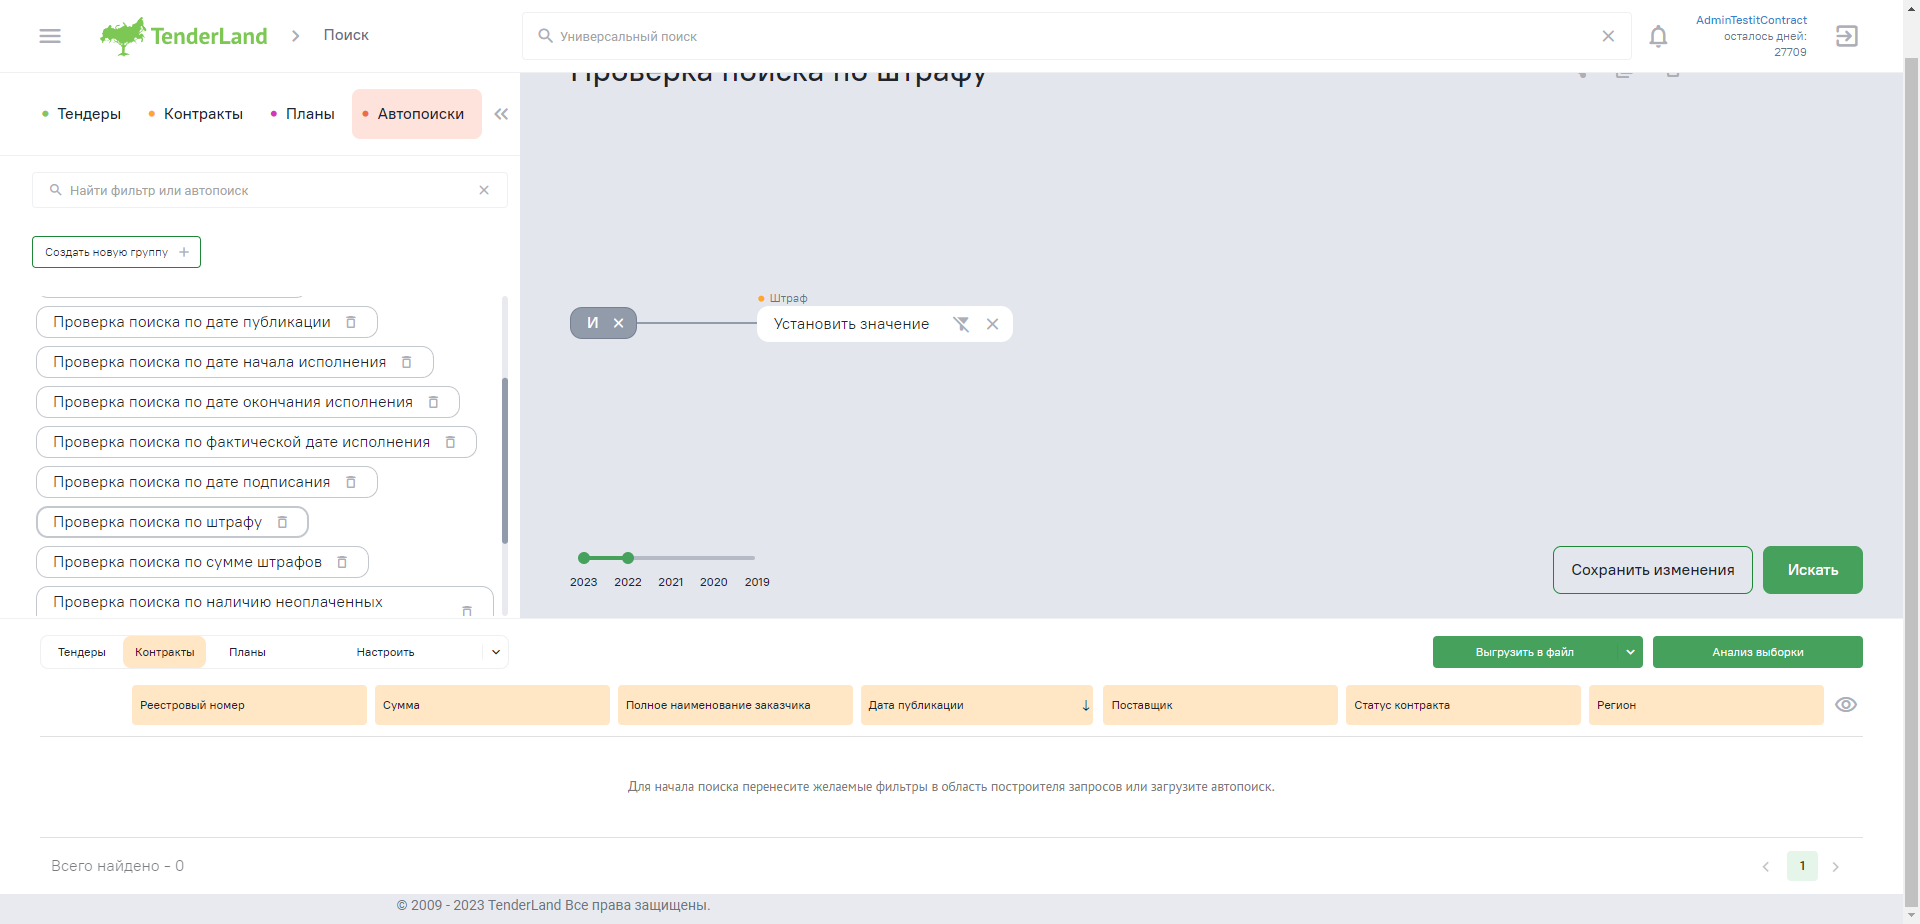 TenderLand
Поиск
Универсальный поиск
AdminTestitContract
осталось дней:
27709
Тендеры
Контракты
Планы
Автопоиски
Проверка поиска по штрафу
Найти фильтр или автопоиск
Создать новую группу
Проверка поиска по дате публикации
Проверка поиска по дате начала исполнения
Проверка поиска по дате окончания исполнения
Проверка поиска по фактической дате исполнения
Проверка поиска по дате подписания
Проверка поиска по штрафу
Проверка поиска по сумме штрафов
Проверка поиска по наличию неоплаченных
Штраф
И
Установить значение
2023 2022 2021 2020 2019
Сохранить изменения
Искать
Тендеры Контракты Планы Настроить
Выгрузить в файл
Анализ выборки
Реестровый номер Сумма Полное наименование заказчика Дата публикации Поставщик Статус контракта Регион
Для начала поиска перенесите желаемые фильтры в область построителя запросов или загрузите автопоиск.
Всего найдено - 0
1
© 2009 - 2023 TenderLand Все права защищены.